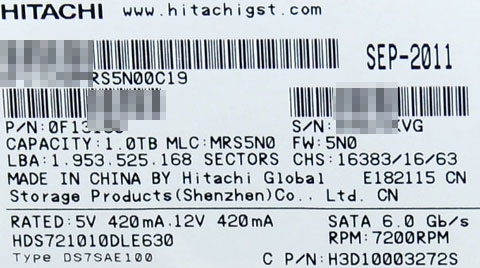 HITACHI www.hitachigst.com
SEP-2011
RS5N00C19
P/N: S/N: KVG
CAPACITY:1.0TB MLC:MRS5N0 FW:5N0
LBA:1.953.525.168 SECTORS CHS:16383/16/63
MADE IN CHINA BY Hitachi Global E182115 CN
Storage Products(Shenzhen)Co., Ltd. CN
RATED:5V 420mA.12V 420mA SATA 6.0 Gb/s
HDS721010DLE630 RPM:7200RPM
Type DS7SAE100 C P/N:H3D10003272S